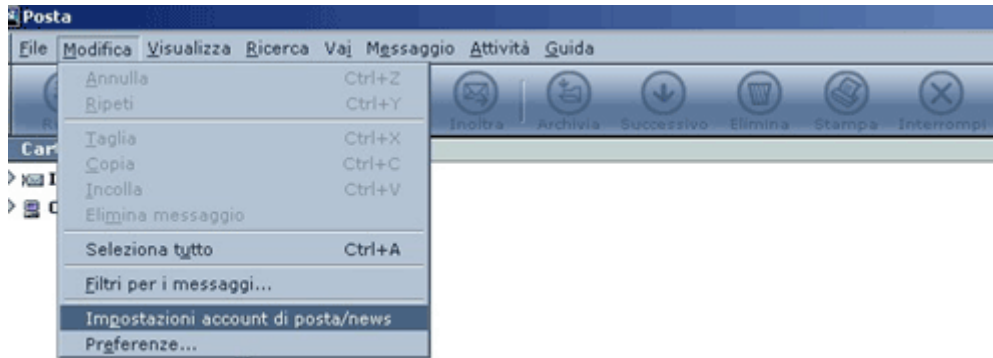 Posta
File Modifica Visualizza Ricerca Vai Messaggio Attività Guida
Annulla Ctrl+Z
Ripeti Ctrl+Y
Inoltra Archivia Successivo Elimina Stampa Interrompi
Taglia Ctrl+X
Copia Ctrl+C
Incolla Ctrl+V
Elimina messaggio
Seleziona tutto Ctrl+A
Filtri per i messaggi...
Impostazioni account di posta/news
Preferenze...